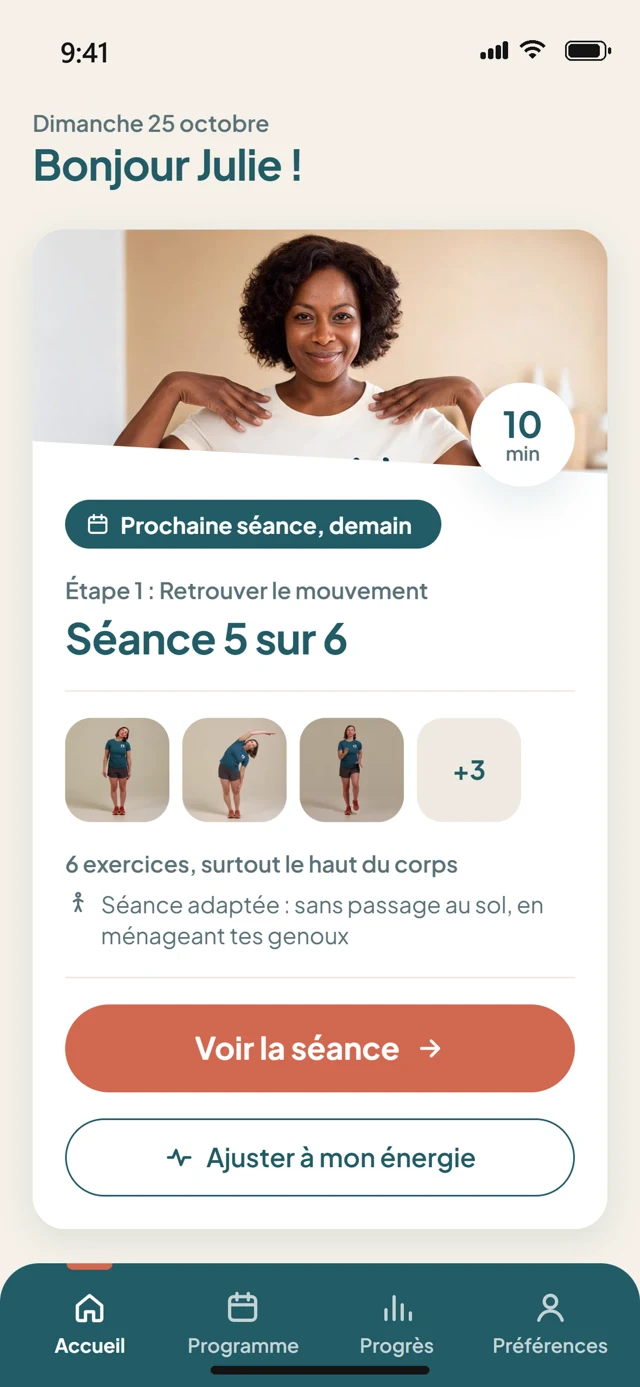 9:41
Dimanche 25 octobre
Bonjour Julie !
10
min
Prochaine séance, demain
Étape 1 : Retrouver le mouvement
Séance 5 sur 6
+3
6 exercices, surtout le haut du corps
Séance adaptée : sans passage au sol, en
ménageant tes genoux
Voir la séance →
Ajuster à mon énergie
Accueil
Programme
Progrès
Préférences